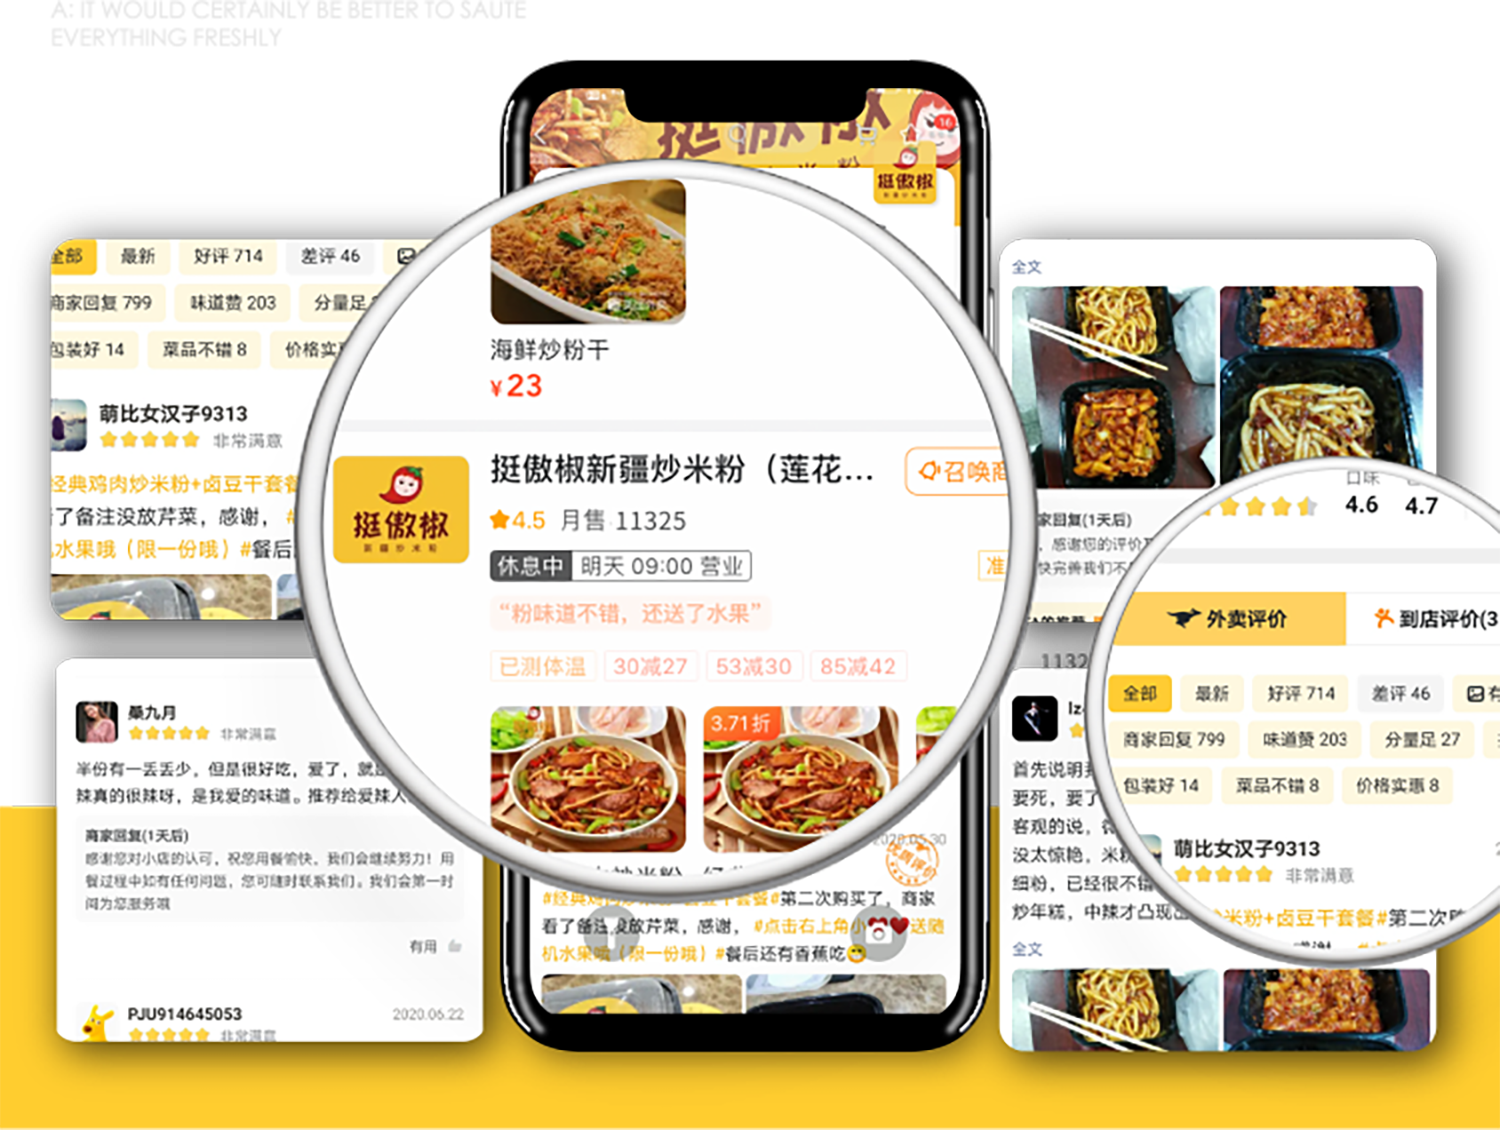 A: IT WOULD CERTAINLY BE BETTER TO SAUTE
EVERYTHING FRESHLY
16
挺傲椒
挺傲椒
海鲜炒粉干
¥23
挺傲椒
新疆炒米粉
挺傲椒新疆炒米粉（莲花...
召唤商
4.5 月售 11325
休息中 明天 09:00 营业
准
“粉味道不错，还送了水果”
已测体温 30减27 53减30 85减42
3.71折
2020.05.30
#第二次购买了，商家
看了备注没放芹菜，感谢，#点击右上角小❤❤送随
机水果哦（限一份哦）#餐后还有香蕉吃😁
全部 最新 好评 714 差评 46
商家回复 799 味道赞 203 分量足
包装好 14 菜品不错 8 价格实
萌比女汉子9313
非常满意
经典鸡肉炒米粉+卤豆干套餐
了备注没放芹菜，感谢，#
机水果哦（限一份哦）#餐后
桑九月
非常满意
半份有一丢丢少，但是很好吃，爱了，就是
辣真的很辣呀，是我爱的味道。推荐给爱辣人
商家回复(1天后)
感谢您对小店的认可，祝您用餐愉快，我们会继续努力！用
餐过程中如有任何问题，您可随时联系我们。我们会第一时
间为您服务哦
有用
PJU914645053 2020.06.22
非常满意
全文
家回复(1天后)
，感谢您的评价
快完善我们不
口味
4.6 4.7
外卖评价 到店评价(3
1132
全部 最新 好评 714 差评 46 有
商家回复 799 味道赞 203 分量足 27
包装好 14 菜品不错 8 价格实惠 8
萌比女汉子9313
非常满意
米粉+卤豆干套餐#第二次购
lz
首先说明
要死，要了
客观的说，
没太惊艳，米粉
细粉，已经很不错
炒年糕，中辣才凸现出
全文